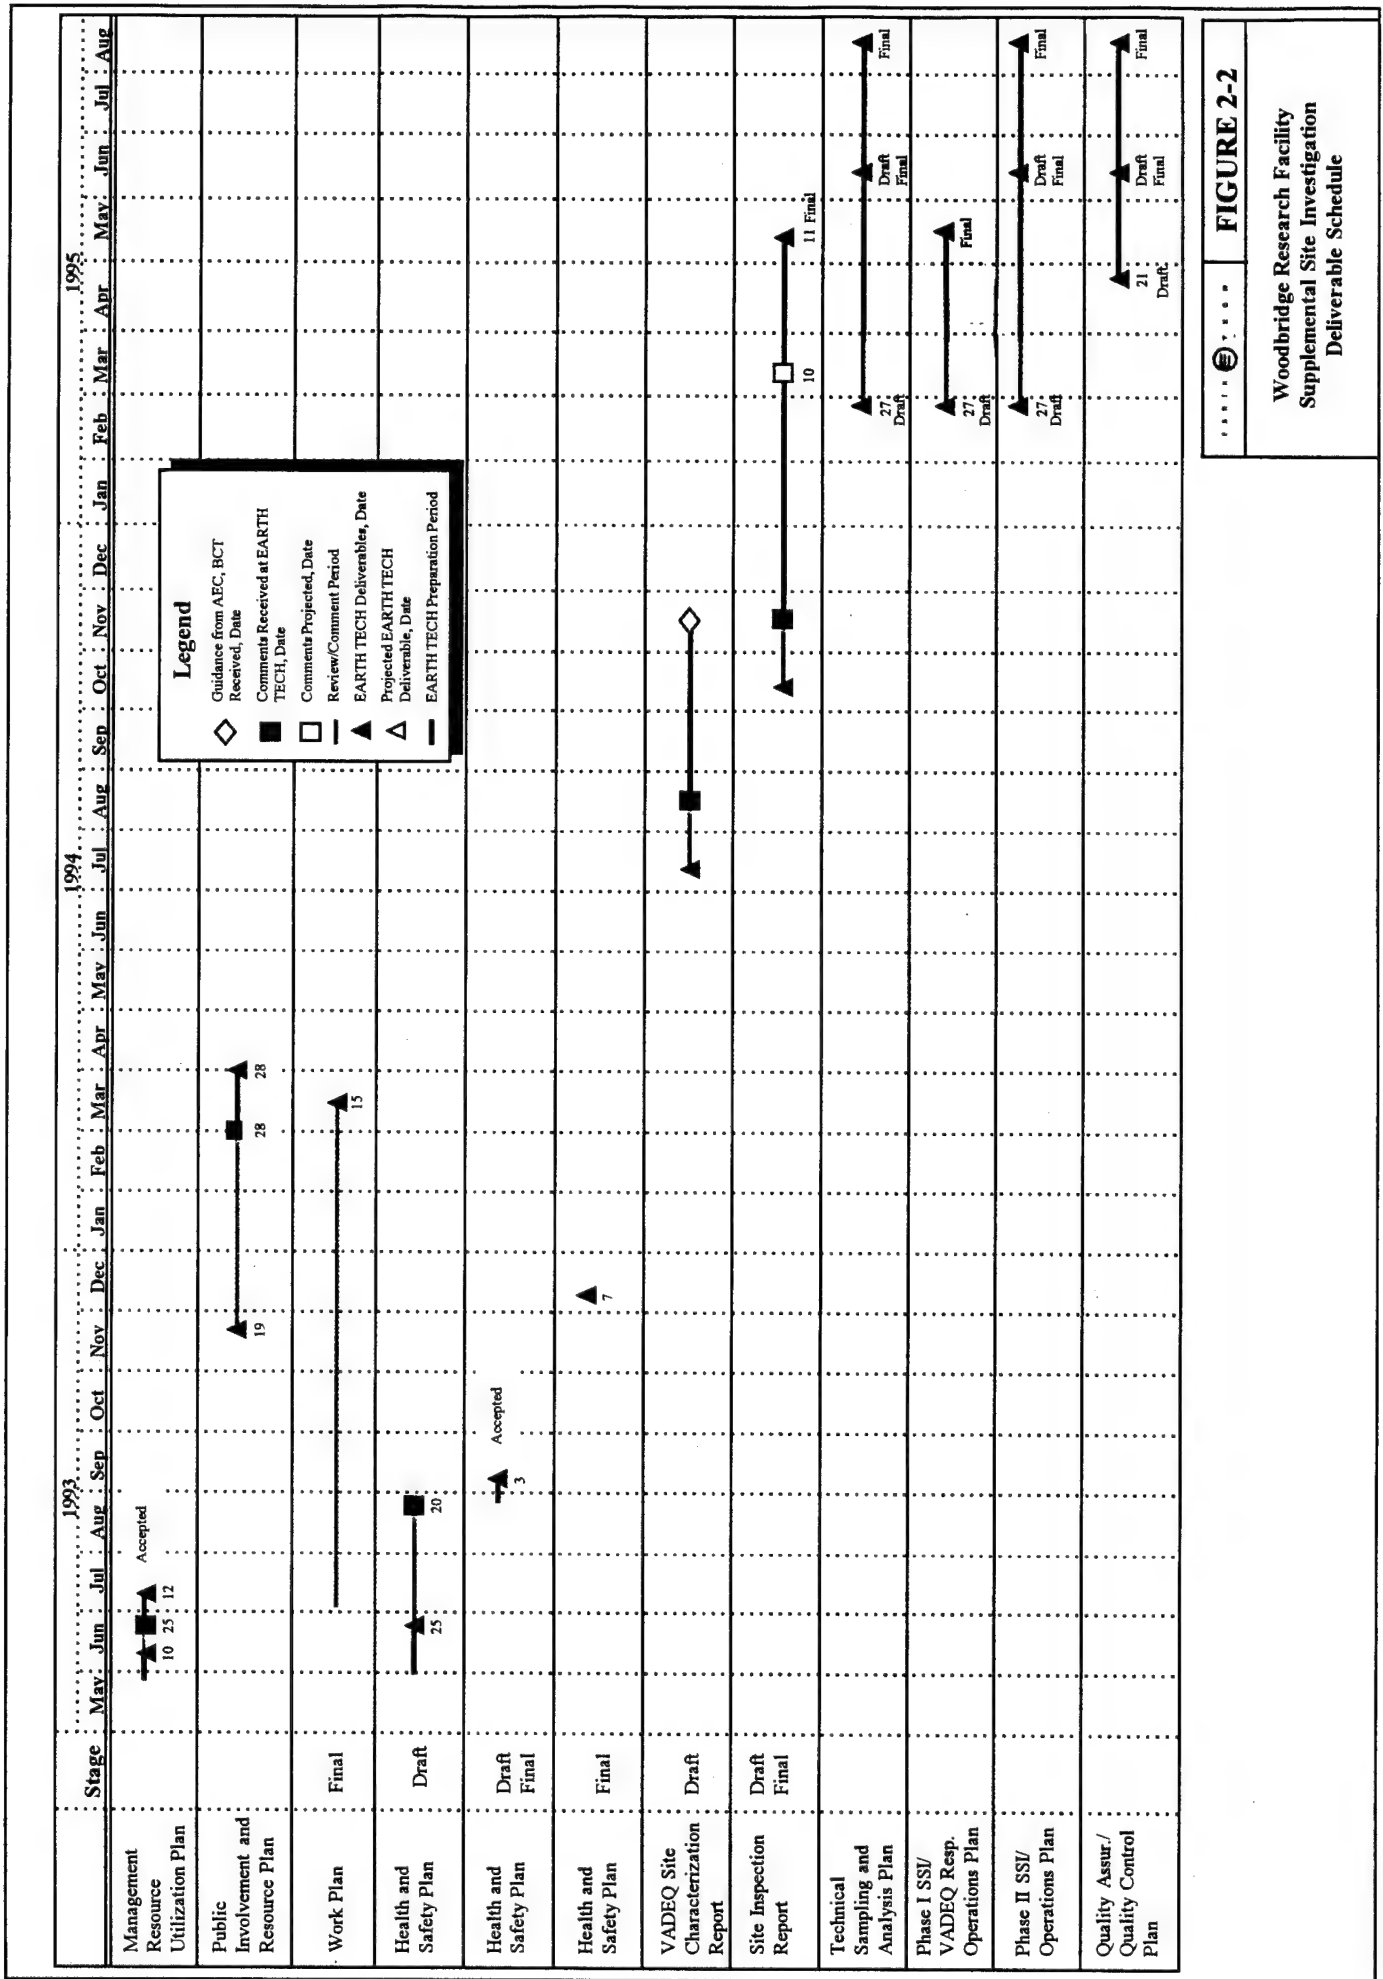 1993
1994
1995
Stage
May
Jun
Jul
Aug
Sep
Oct
Nov
Dec
Jan
Feb
Mar
Apr
May
Jun
Jul
Aug
Sep
Oct
Nov
Dec
Jan
Feb
Mar
Apr
May
Jun
Jul
Aug
Management
Resource
Utilization Plan
10
25
12
Accepted
Public
Involvement and
Resource Plan
19
28
28
Work Plan
Final
15
Health and
Safety Plan
Draft
25
20
Health and
Safety Plan
Draft
Final
3
Accepted
Health and
Safety Plan
Final
7
VADEQ Site
Characterization
Report
Draft
Site Inspection
Report
Draft
Final
10
11 Final
Technical
Sampling and
Analysis Plan
27
Draft
Draft
Final
Final
Phase I SSI/
VADEQ Resp.
Operations Plan
27
Draft
Final
Phase II SSI/
Operations Plan
27
Draft
Draft
Final
Final
Quality Assur./
Quality Control
Plan
21
Draft
Draft
Final
Final
Legend
Guidance from AEC, BCT
Received, Date
Comments Received at EARTH
TECH, Date
Comments Projected, Date
Review/Comment Period
EARTH TECH Deliverables, Date
Projected EARTH TECH
Deliverable, Date
EARTH TECH Preparation Period
FIGURE 2-2
Woodbridge Research Facility
Supplemental Site Investigation
Deliverable Schedule